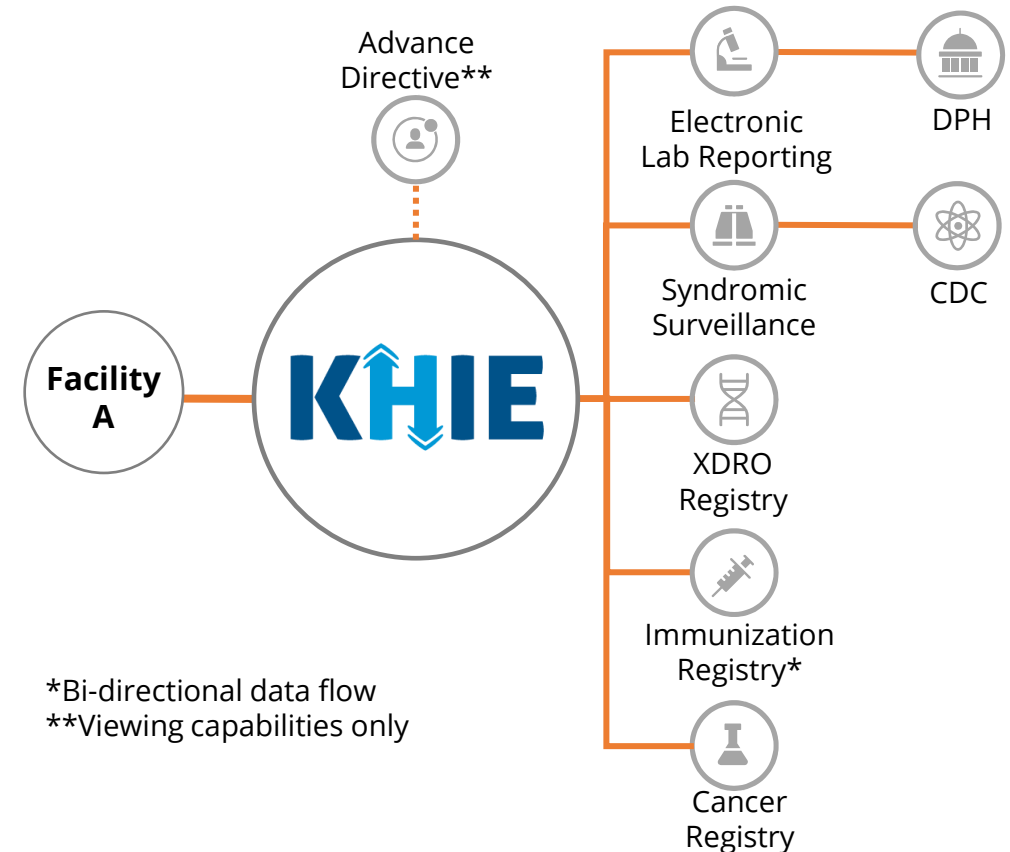 Advance
Directive**
Electronic
Lab Reporting
DPH
Syndromic
Surveillance
CDC
Facility
A
KHIE
XDRO
Registry
Immunization
Registry*
*Bi-directional data flow
**Viewing capabilities only
Cancer
Registry